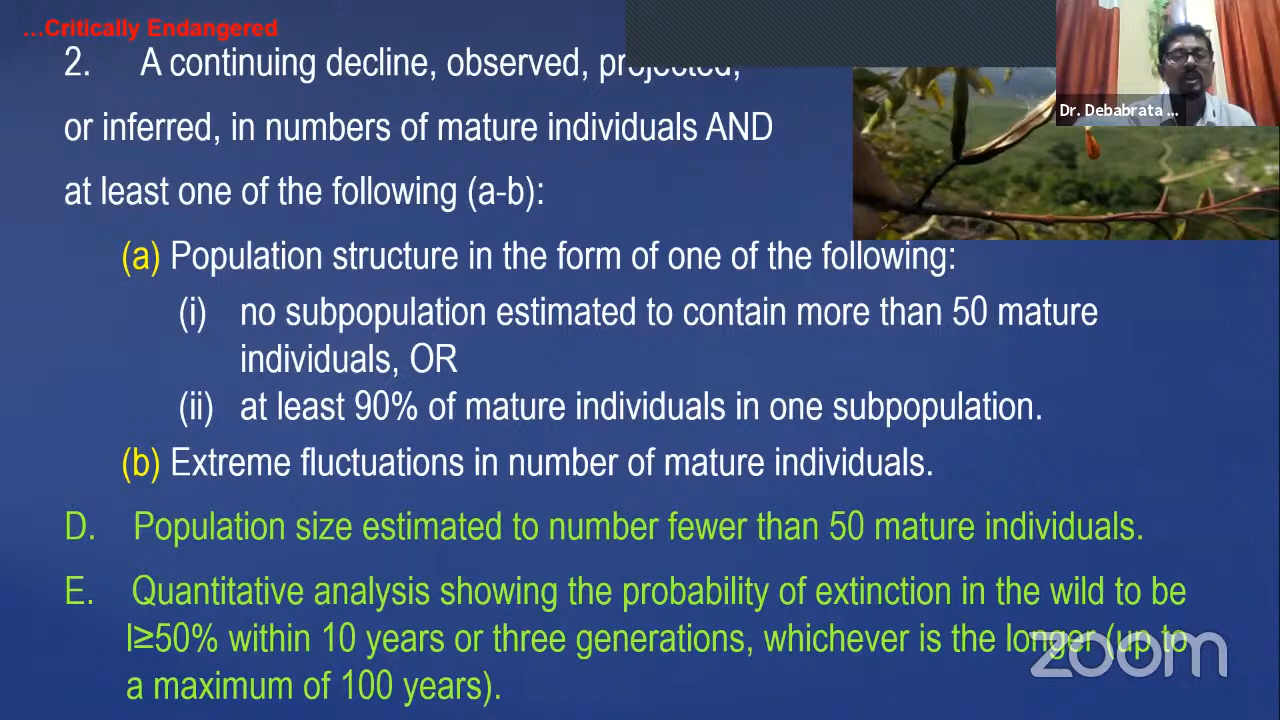 ...Critically Endangered
2. A continuing decline, observed, projected,
or inferred, in numbers of mature individuals AND
at least one of the following (a-b):
(a) Population structure in the form of one of the following:
(i) no subpopulation estimated to contain more than 50 mature
individuals, OR
(ii) at least 90% of mature individuals in one subpopulation.
(b) Extreme fluctuations in number of mature individuals.
D. Population size estimated to number fewer than 50 mature individuals.
E. Quantitative analysis showing the probability of extinction in the wild to be
l≥50% within 10 years or three generations, whichever is the longer (up to
a maximum of 100 years).
Dr. Debabrata ...
zoom